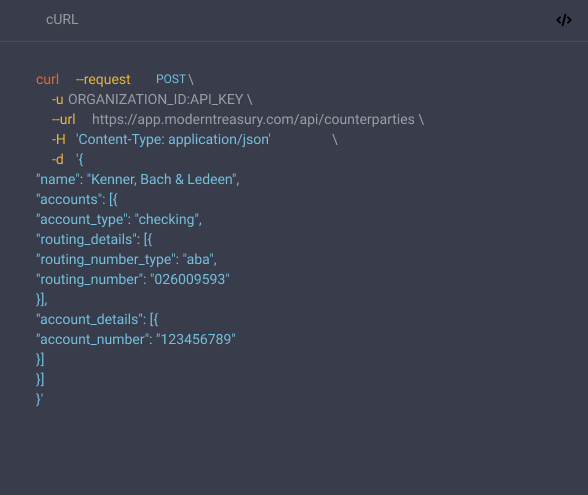 cURL </>
curl --request POST \
-u ORGANIZATION_ID:API_KEY \
--url https://app.moderntreasury.com/api/counterparties \
-H 'Content-Type: application/json' \
-d '{
"name": "Kenner, Bach & Ledeen",
"accounts": [{
"account_type": "checking",
"routing_details": [{
"routing_number_type": "aba",
"routing_number": "026009593"
}],
"account_details": [{
"account_number": "123456789"
}]
}]
}'